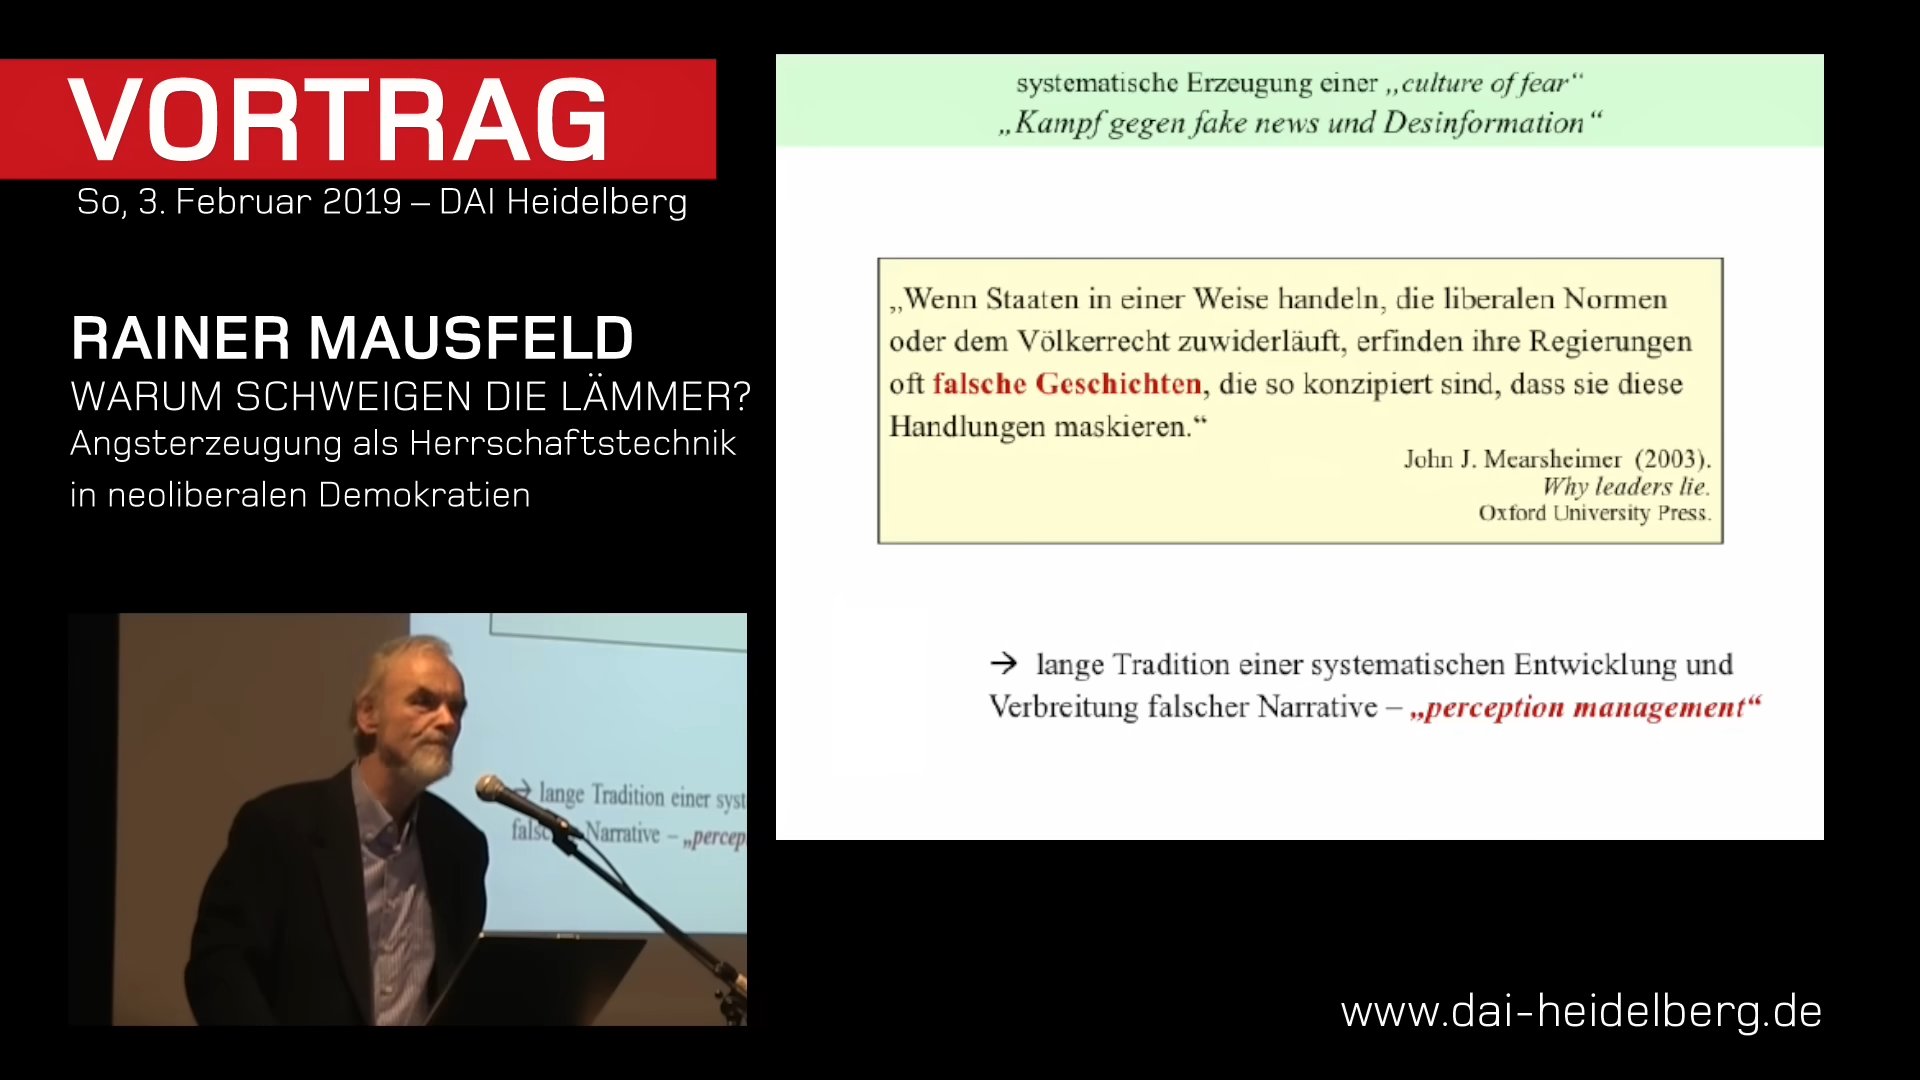 VORTRAG
So, 3. Februar 2019 – DAI Heidelberg
RAINER MAUSFELD
WARUM SCHWEIGEN DIE LÄMMER?
Angsterzeugung als Herrschaftstechnik
in neoliberalen Demokratien
systematische Erzeugung einer „culture of fear“
„Kampf gegen fake news und Desinformation“
„Wenn Staaten in einer Weise handeln, die liberalen Normen
oder dem Völkerrecht zuwiderläuft, erfinden ihre Regierungen
oft falsche Geschichten, die so konzipiert sind, dass sie diese
Handlungen maskieren.“
John J. Mearsheimer (2003).
Why leaders lie.
Oxford University Press.
→ lange Tradition einer systematischen Entwicklung und
Verbreitung falscher Narrative – „perception management“
→ lange Tradition einer syst
Narrative – „percep
www.dai-heidelberg.de